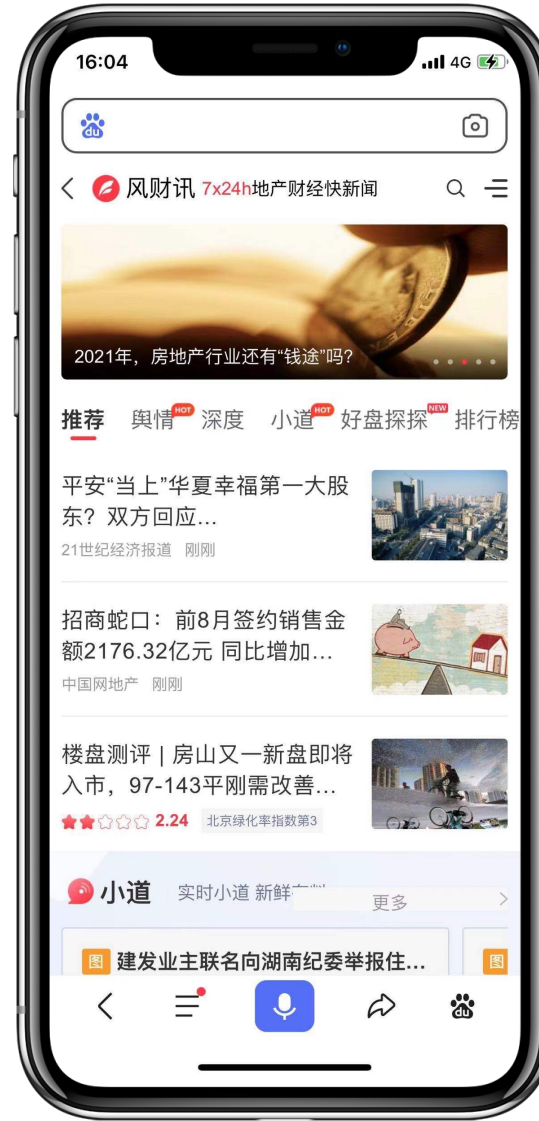 16:04
4G
du
风财讯 7x24h地产财经快新闻
2021年，房地产行业还有“钱途”吗？
推荐 舆情 HOT 深度 小道 HOT 好盘探探 NEW 排行榜
平安“当上”华夏幸福第一大股
东？双方回应...
21世纪经济报道 刚刚
招商蛇口：前8月签约销售金
额2176.32亿元 同比增加...
中国网地产 刚刚
楼盘测评 | 房山又一新盘即将
入市，97-143平刚需改善...
2.24 北京绿化率指数第3
小道 实时小道 新鲜
更多
图 建发业主联名向湖南纪委举报住...
图
du